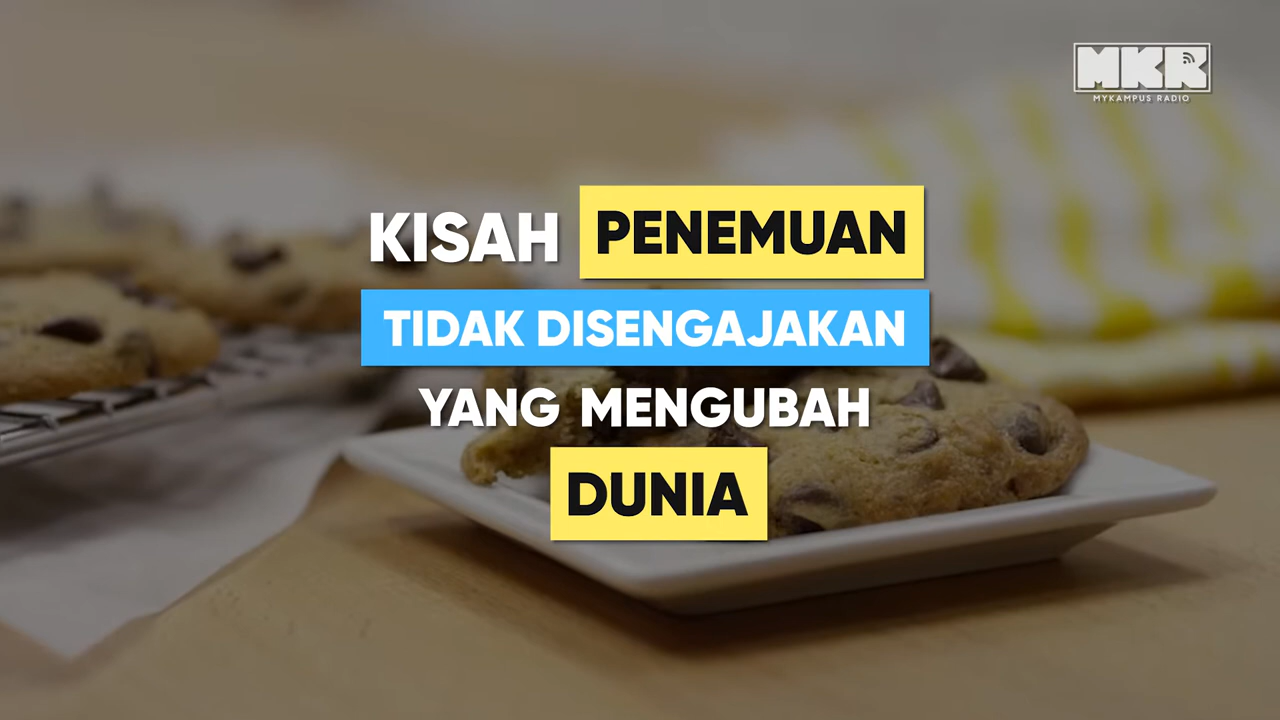 MKR
MYKAMPUS RADIO
KISAH PENEMUAN
TIDAK DISENGAJAKAN
YANG MENGUBAH
DUNIA